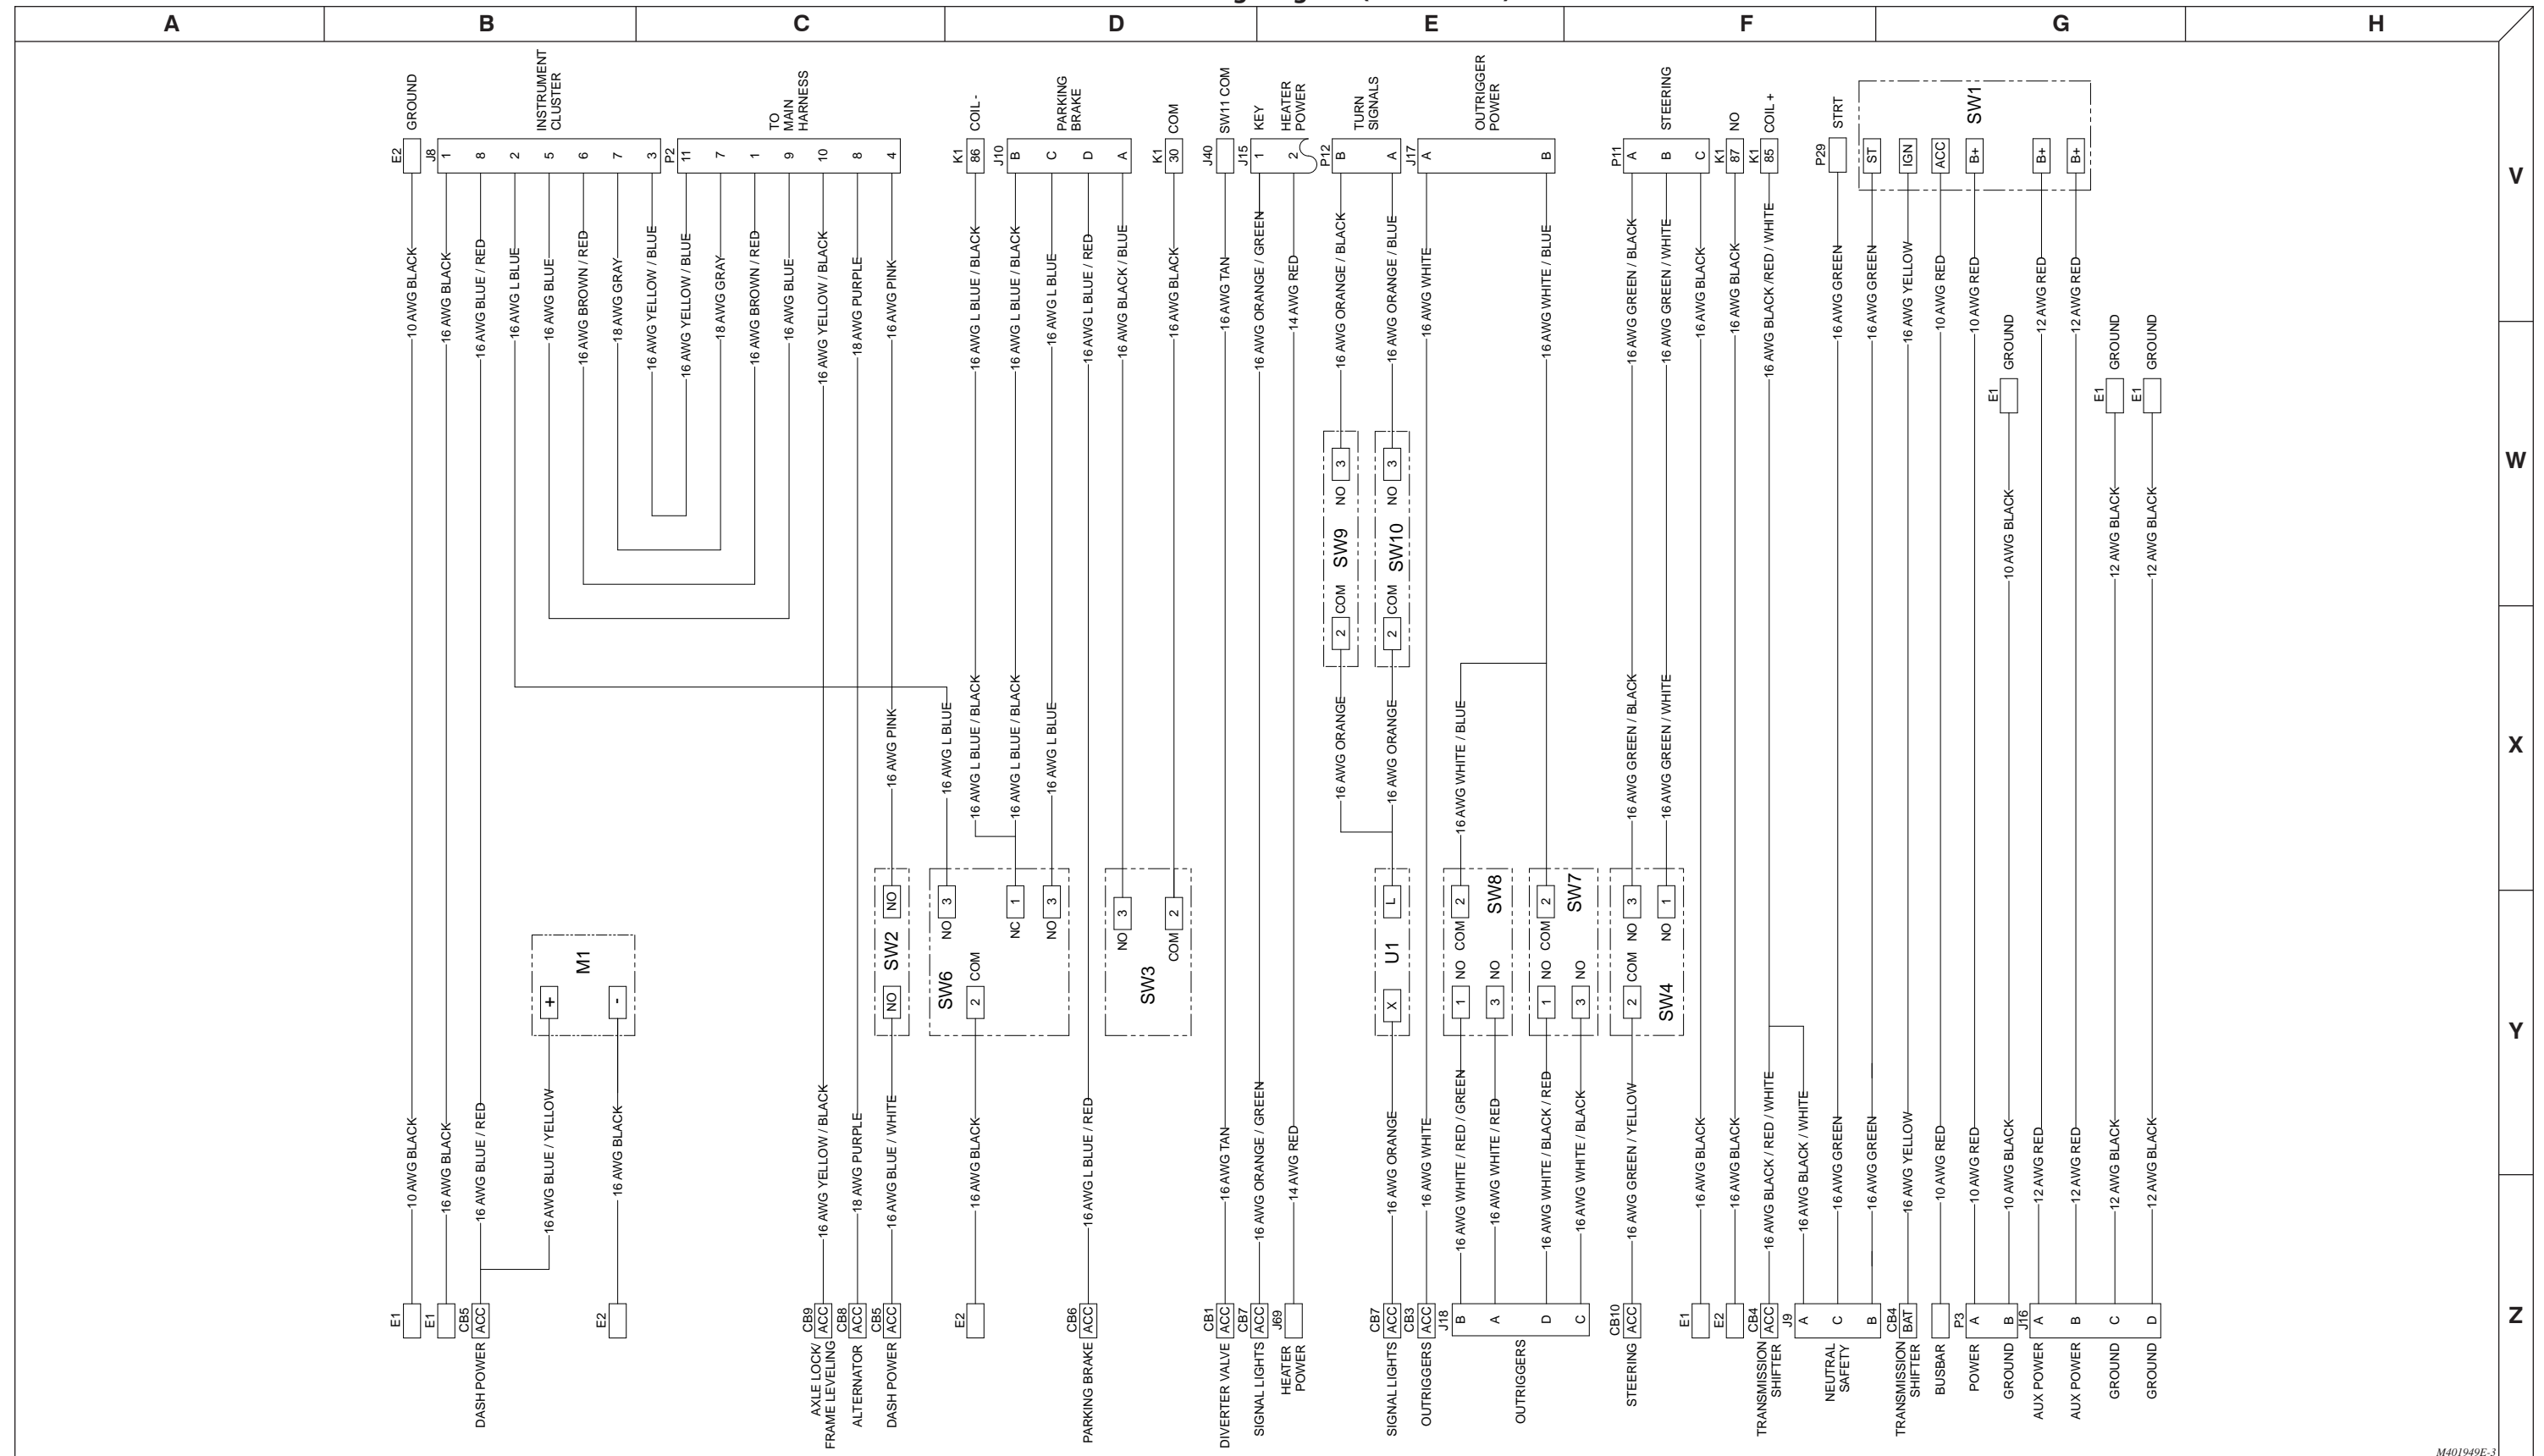 A B C D E F G H
V
W
X
Y
Z
E2 GROUND
J8 INSTRUMENT
CLUSTER
1 8 2 5 6 7 3
P2 TO
MAIN
HARNESS
11 7 1 9 10 8 4
K1 86 COIL -
J10 PARKING
BRAKE
B C D A
K1 30 COM
J40 SW11 COM
J15 1 KEY
2 HEATER
POWER
P12 TURN
SIGNALS
B A
J17 OUTRIGGER
POWER
A B
P11 STEERING
A B C
K1 87 NO
K1 85 COIL +
P29 STRT
SW1
ST IGN ACC B+ B+ B+
10 AWG BLACK
16 AWG BLACK
16 AWG BLUE / RED
16 AWG L BLUE
16 AWG BLUE
16 AWG BROWN / RED
18 AWG GRAY
16 AWG YELLOW / BLUE
16 AWG YELLOW / BLUE
18 AWG GRAY
16 AWG BROWN / RED
16 AWG BLUE
16 AWG YELLOW / BLACK
18 AWG PURPLE
16 AWG PINK
16 AWG L BLUE / BLACK
16 AWG L BLUE / BLACK
16 AWG L BLUE
16 AWG L BLUE / RED
16 AWG BLACK / BLUE
16 AWG BLACK
16 AWG TAN
16 AWG ORANGE / GREEN
14 AWG RED
16 AWG ORANGE / BLACK
16 AWG ORANGE / BLUE
16 AWG WHITE
16 AWG WHITE / BLUE
16 AWG GREEN / BLACK
16 AWG GREEN / WHITE
16 AWG BLACK
16 AWG BLACK
16 AWG BLACK /RED / WHITE
16 AWG GREEN
16 AWG GREEN
16 AWG YELLOW
10 AWG RED
10 AWG RED
12 AWG RED
12 AWG RED
E1 GROUND
E1 GROUND
E1 GROUND
10 AWG BLACK
12 AWG BLACK
12 AWG BLACK
2 COM SW9 NO 3
2 COM SW10 NO 3
16 AWG PINK
16 AWG L BLUE
16 AWG L BLUE / BLACK
16 AWG L BLUE / BLACK
16 AWG L BLUE
16 AWG ORANGE
16 AWG ORANGE
16 AWG WHITE / BLUE
16 AWG GREEN / BLACK
16 AWG GREEN / WHITE
M1
+
-
NO SW2 NO
SW6
NO 3
NC 1
NO 3
2 COM
SW3
NO 3
COM 2
X U1 L
SW8
1 NO COM 2
3 NO
SW7
1 NO COM 2
3 NO
SW4
2 COM NO 3
NO 1
10 AWG BLACK
16 AWG BLACK
16 AWG BLUE / RED
16 AWG BLUE / YELLOW
16 AWG BLACK
16 AWG YELLOW / BLACK
18 AWG PURPLE
16 AWG BLUE / WHITE
16 AWG BLACK
16 AWG L BLUE / RED
16 AWG TAN
16 AWG ORANGE / GREEN
14 AWG RED
16 AWG ORANGE
16 AWG WHITE
16 AWG WHITE / RED / GREEN
16 AWG WHITE / RED
16 AWG WHITE / BLACK / RED
16 AWG WHITE / BLACK
16 AWG GREEN / YELLOW
16 AWG BLACK
16 AWG BLACK
16 AWG BLACK / RED / WHITE
16 AWG BLACK / WHITE
16 AWG GREEN
16 AWG GREEN
16 AWG YELLOW
10 AWG RED
10 AWG RED
10 AWG BLACK
12 AWG RED
12 AWG RED
12 AWG BLACK
12 AWG BLACK
E1
E1
DASH POWER ACC CB5
E2
AXLE LOCK/
FRAME LEVELING ACC CB9
ALTERNATOR ACC CB8
DASH POWER ACC CB5
E2
PARKING BRAKE ACC CB6
DIVERTER VALVE ACC CB1
SIGNAL LIGHTS ACC CB7
HEATER
POWER J69
SIGNAL LIGHTS ACC CB7
OUTRIGGERS ACC CB3
OUTRIGGERS J18
B A D C
STEERING ACC CB10
E1
E2
TRANSMISSION
SHIFTER ACC CB4
NEUTRAL
SAFETY J9
A C B
TRANSMISSION
SHIFTER BAT CB4
BUSBAR
POWER A P3
GROUND B
AUX POWER A J16
AUX POWER B
GROUND C
GROUND D
M401949E-3